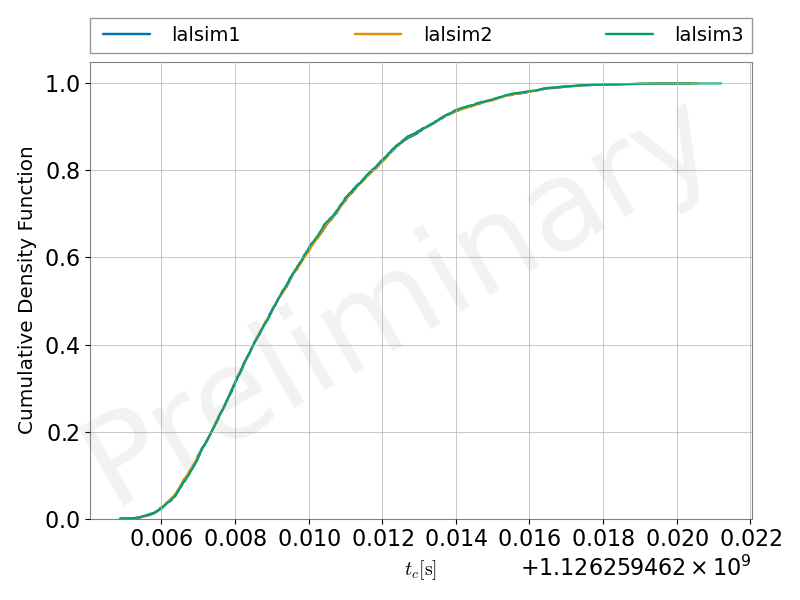 lalsim1 lalsim2 lalsim3
Cumulative Density Function
1.0
0.8
0.6
0.4
0.2
0.0
Preliminary
0.006 0.008 0.010 0.012 0.014 0.016 0.018 0.020 0.022
t_c[s]
+1.126259462 × 10⁹